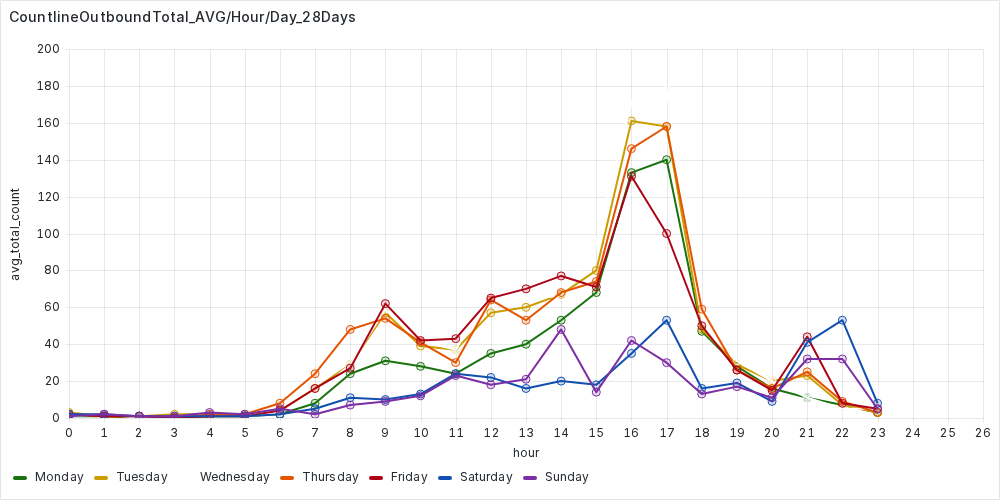 CountlineOutboundTotal_AVG/Hour/Day_28Days
200
180
160
140
120
100
80
60
40
20
0
avg_total_count
0 1 2 3 4 5 6 7 8 9 10 11 12 13 14 15 16 17 18 19 20 21 22 23 24 25 26
hour
Monday Tuesday Wednesday Thursday Friday Saturday Sunday